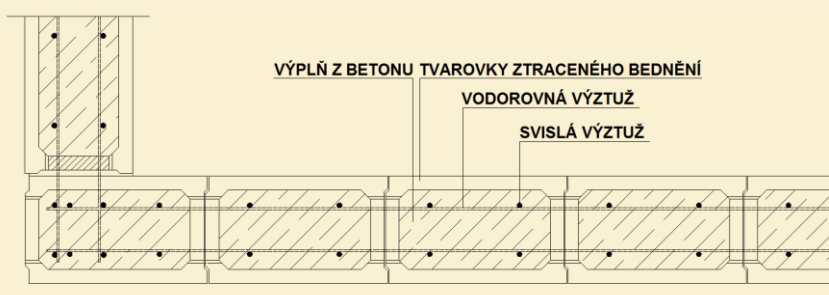 VÝPLŇ Z BETONU TVAROVKY ZTRACENÉHO BEDNĚNÍ
VODOROVNÁ VÝZTUŽ
SVISLÁ VÝZTUŽ